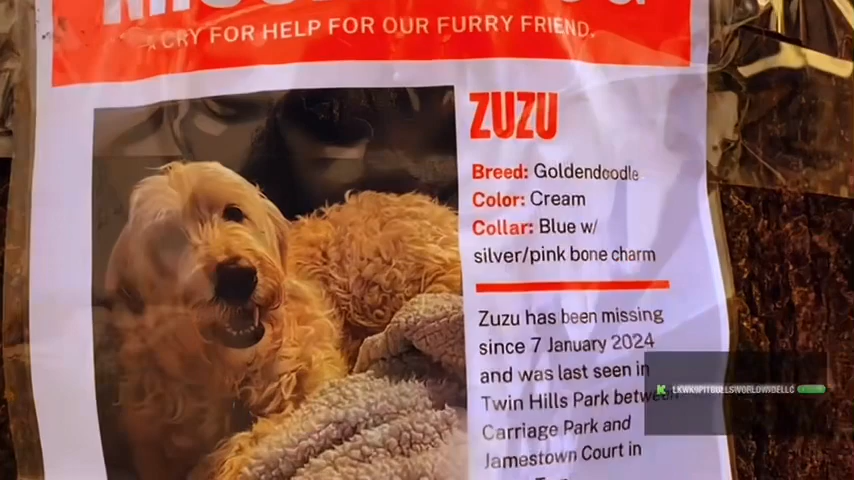 A CRY FOR HELP FOR OUR FURRY FRIEND.
ZUZU
Breed: Goldendoodle
Color: Cream
Collar: Blue w/
silver/pink bone charm
Zuzu has been missing
since 7 January 2024
and was last seen in
Twin Hills Park between
Carriage Park and
Jamestown Court in
LKWK9PITBULLSWORLDWIDELLC